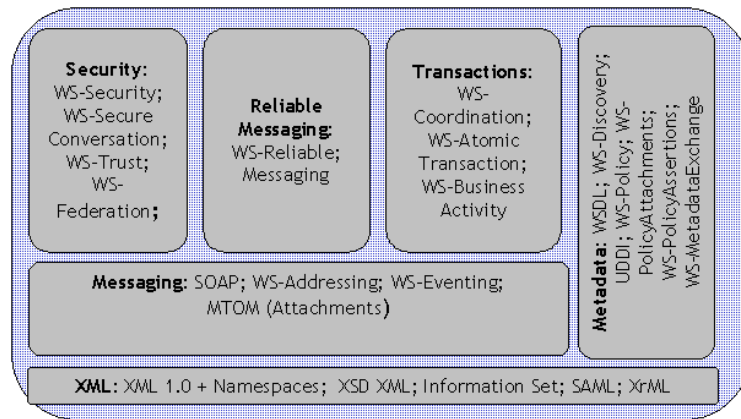 Security:
WS-Security;
WS-Secure
Conversation;
WS-Trust;
WS-
Federation;
Reliable
Messaging:
WS-Reliable;
Messaging
Transactions:
WS-
Coordination;
WS-Atomic
Transaction;
WS-Business
Activity
Metadata: WSDL; WS-Discovery;
UDDI; WS-Policy; WS-
PolicyAttachments;
WS-PolicyAssertions;
WS-MetadataExchange
Messaging: SOAP; WS-Addressing; WS-Eventing;
MTOM (Attachments)
XML: XML 1.0 + Namespaces; XSD XML; Information Set; SAML; XrML